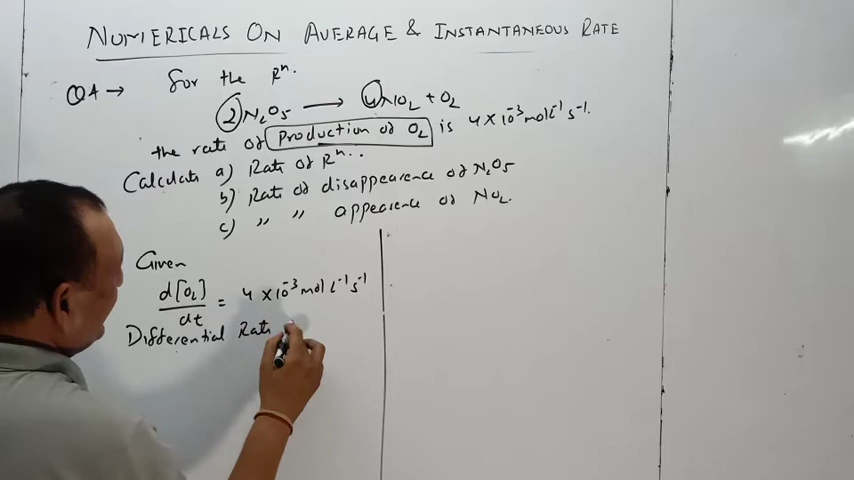 NUMERICALS ON AVERAGE & INSTANTANEOUS RATE
Q4 → for the Rⁿ.
2N₂O₅ → 4NO₂ + O₂
the rate of production of O₂ is 4×10⁻³ mol L⁻¹ s⁻¹.
Calculate a) Rate of Rⁿ..
b) Rate of disappearence of N₂O₅
c) " " appearence of NO₂.
Given
d[O₂]/dt = 4×10⁻³ mol L⁻¹ s⁻¹
Differential Rate